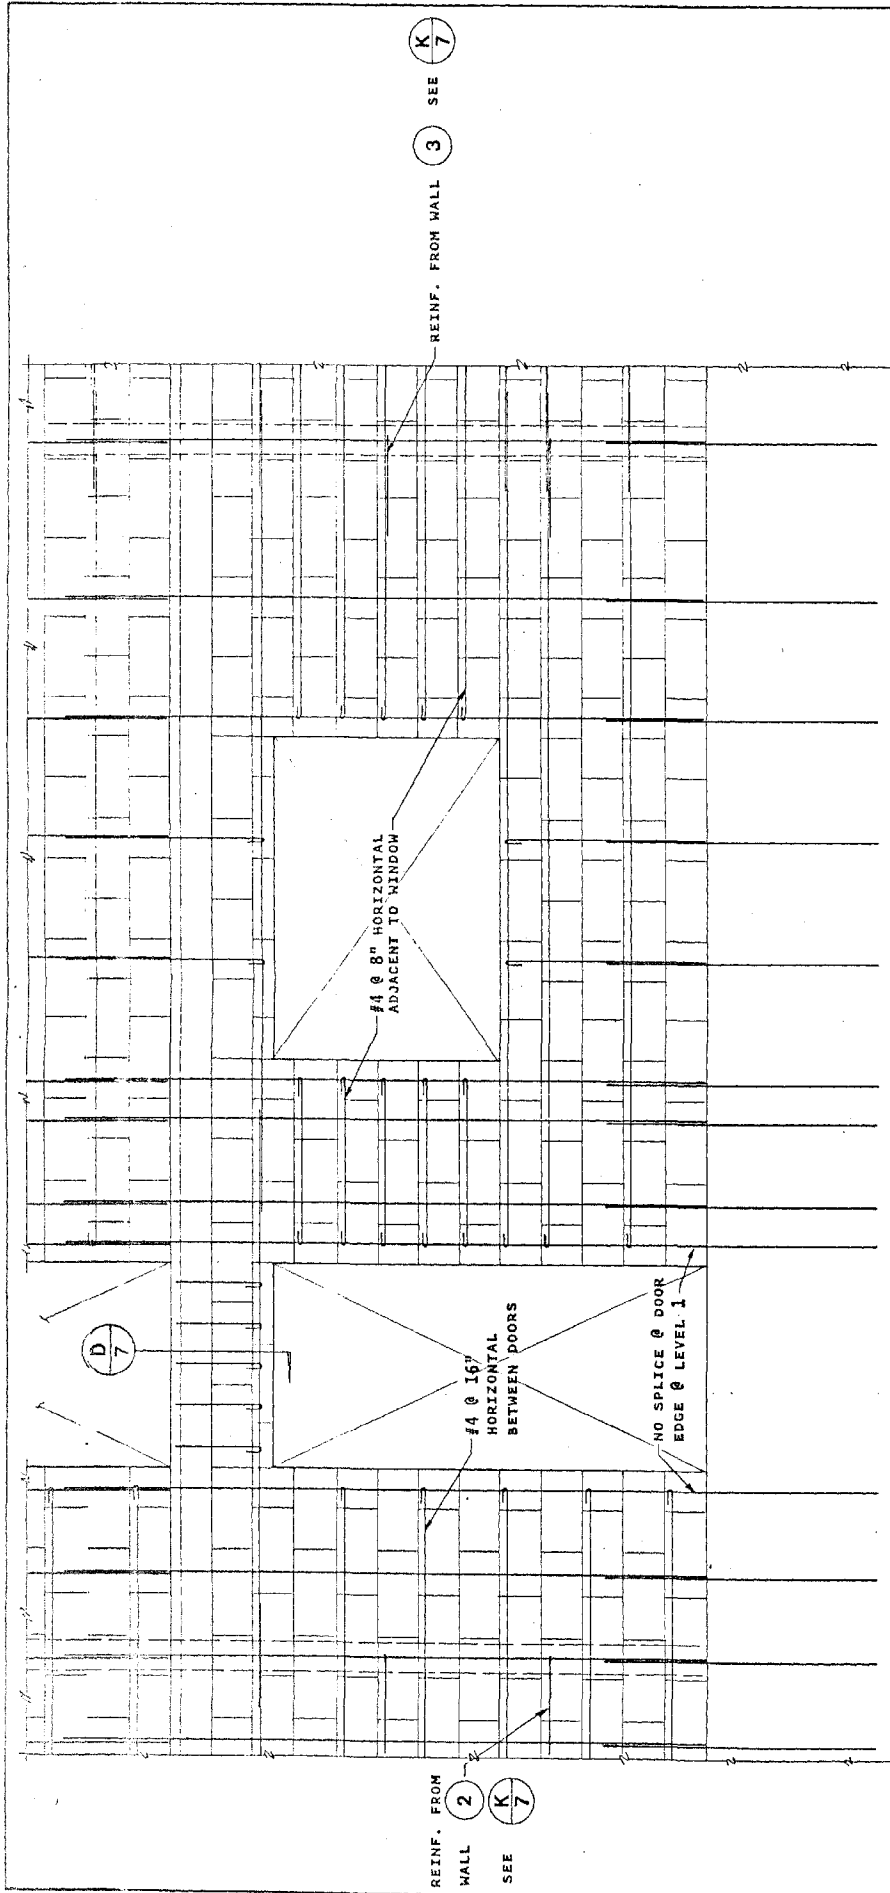 D
7
#4 @ 8" HORIZONTAL
ADJACENT TO WINDOW
REINF. FROM WALL 3 SEE K
7
#4 @ 16"
HORIZONTAL
BETWEEN DOORS
NO SPLICE @ DOOR
EDGE @ LEVEL 1
REINF. FROM
WALL 2
SEE K
7